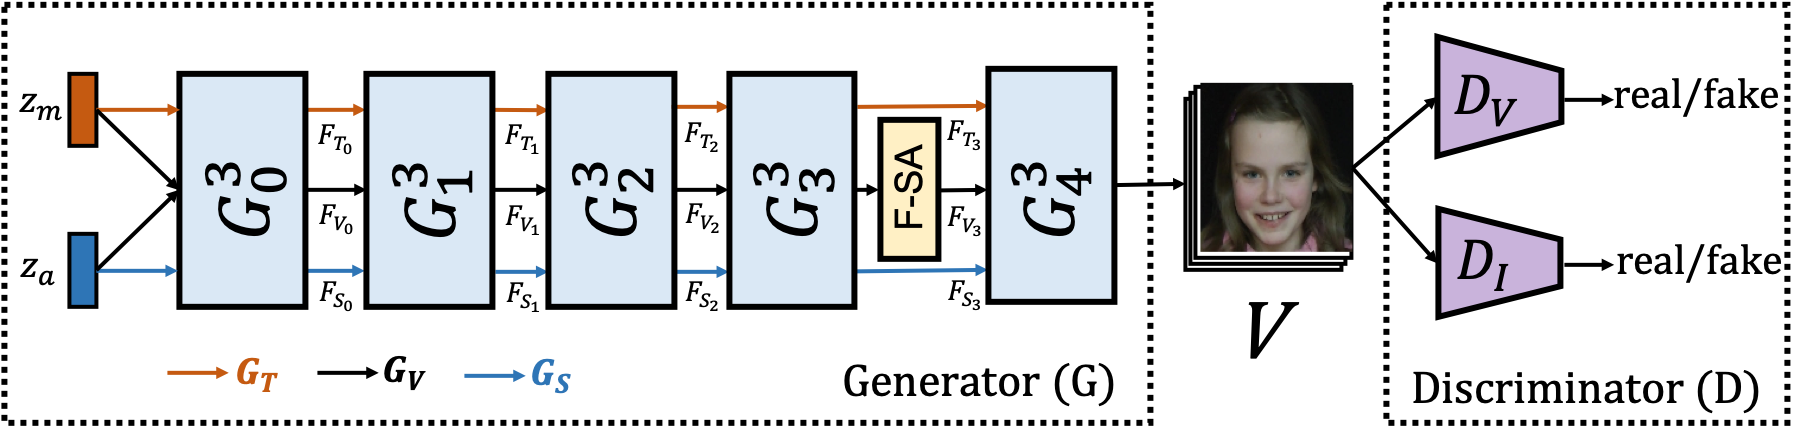 z_m
z_a
G_0^3
F_{T_0}
F_{V_0}
F_{S_0}
G_1^3
F_{T_1}
F_{V_1}
F_{S_1}
G_2^3
F_{T_2}
F_{V_2}
F_{S_2}
G_3^3
F-SA
F_{T_3}
F_{V_3}
F_{S_3}
G_4^3
G_T G_V G_S
Generator (G)
V
D_V real/fake
D_I real/fake
Discriminator (D)